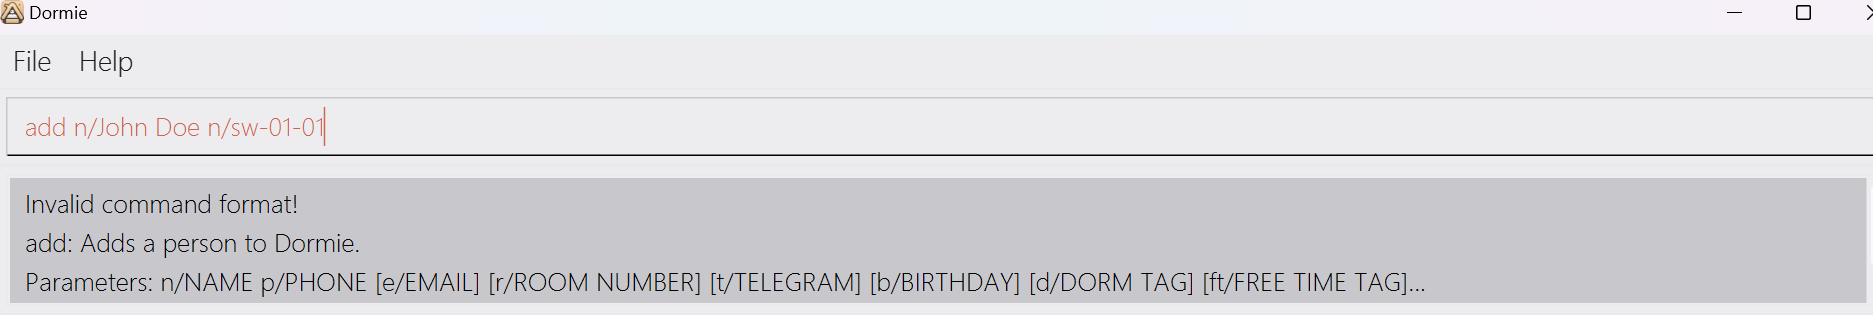 Dormie
File Help
add n/John Doe n/sw-01-01
Invalid command format!
add: Adds a person to Dormie.
Parameters: n/NAME p/PHONE [e/EMAIL] [r/ROOM NUMBER] [t/TELEGRAM] [b/BIRTHDAY] [d/DORM TAG] [ft/FREE TIME TAG]...